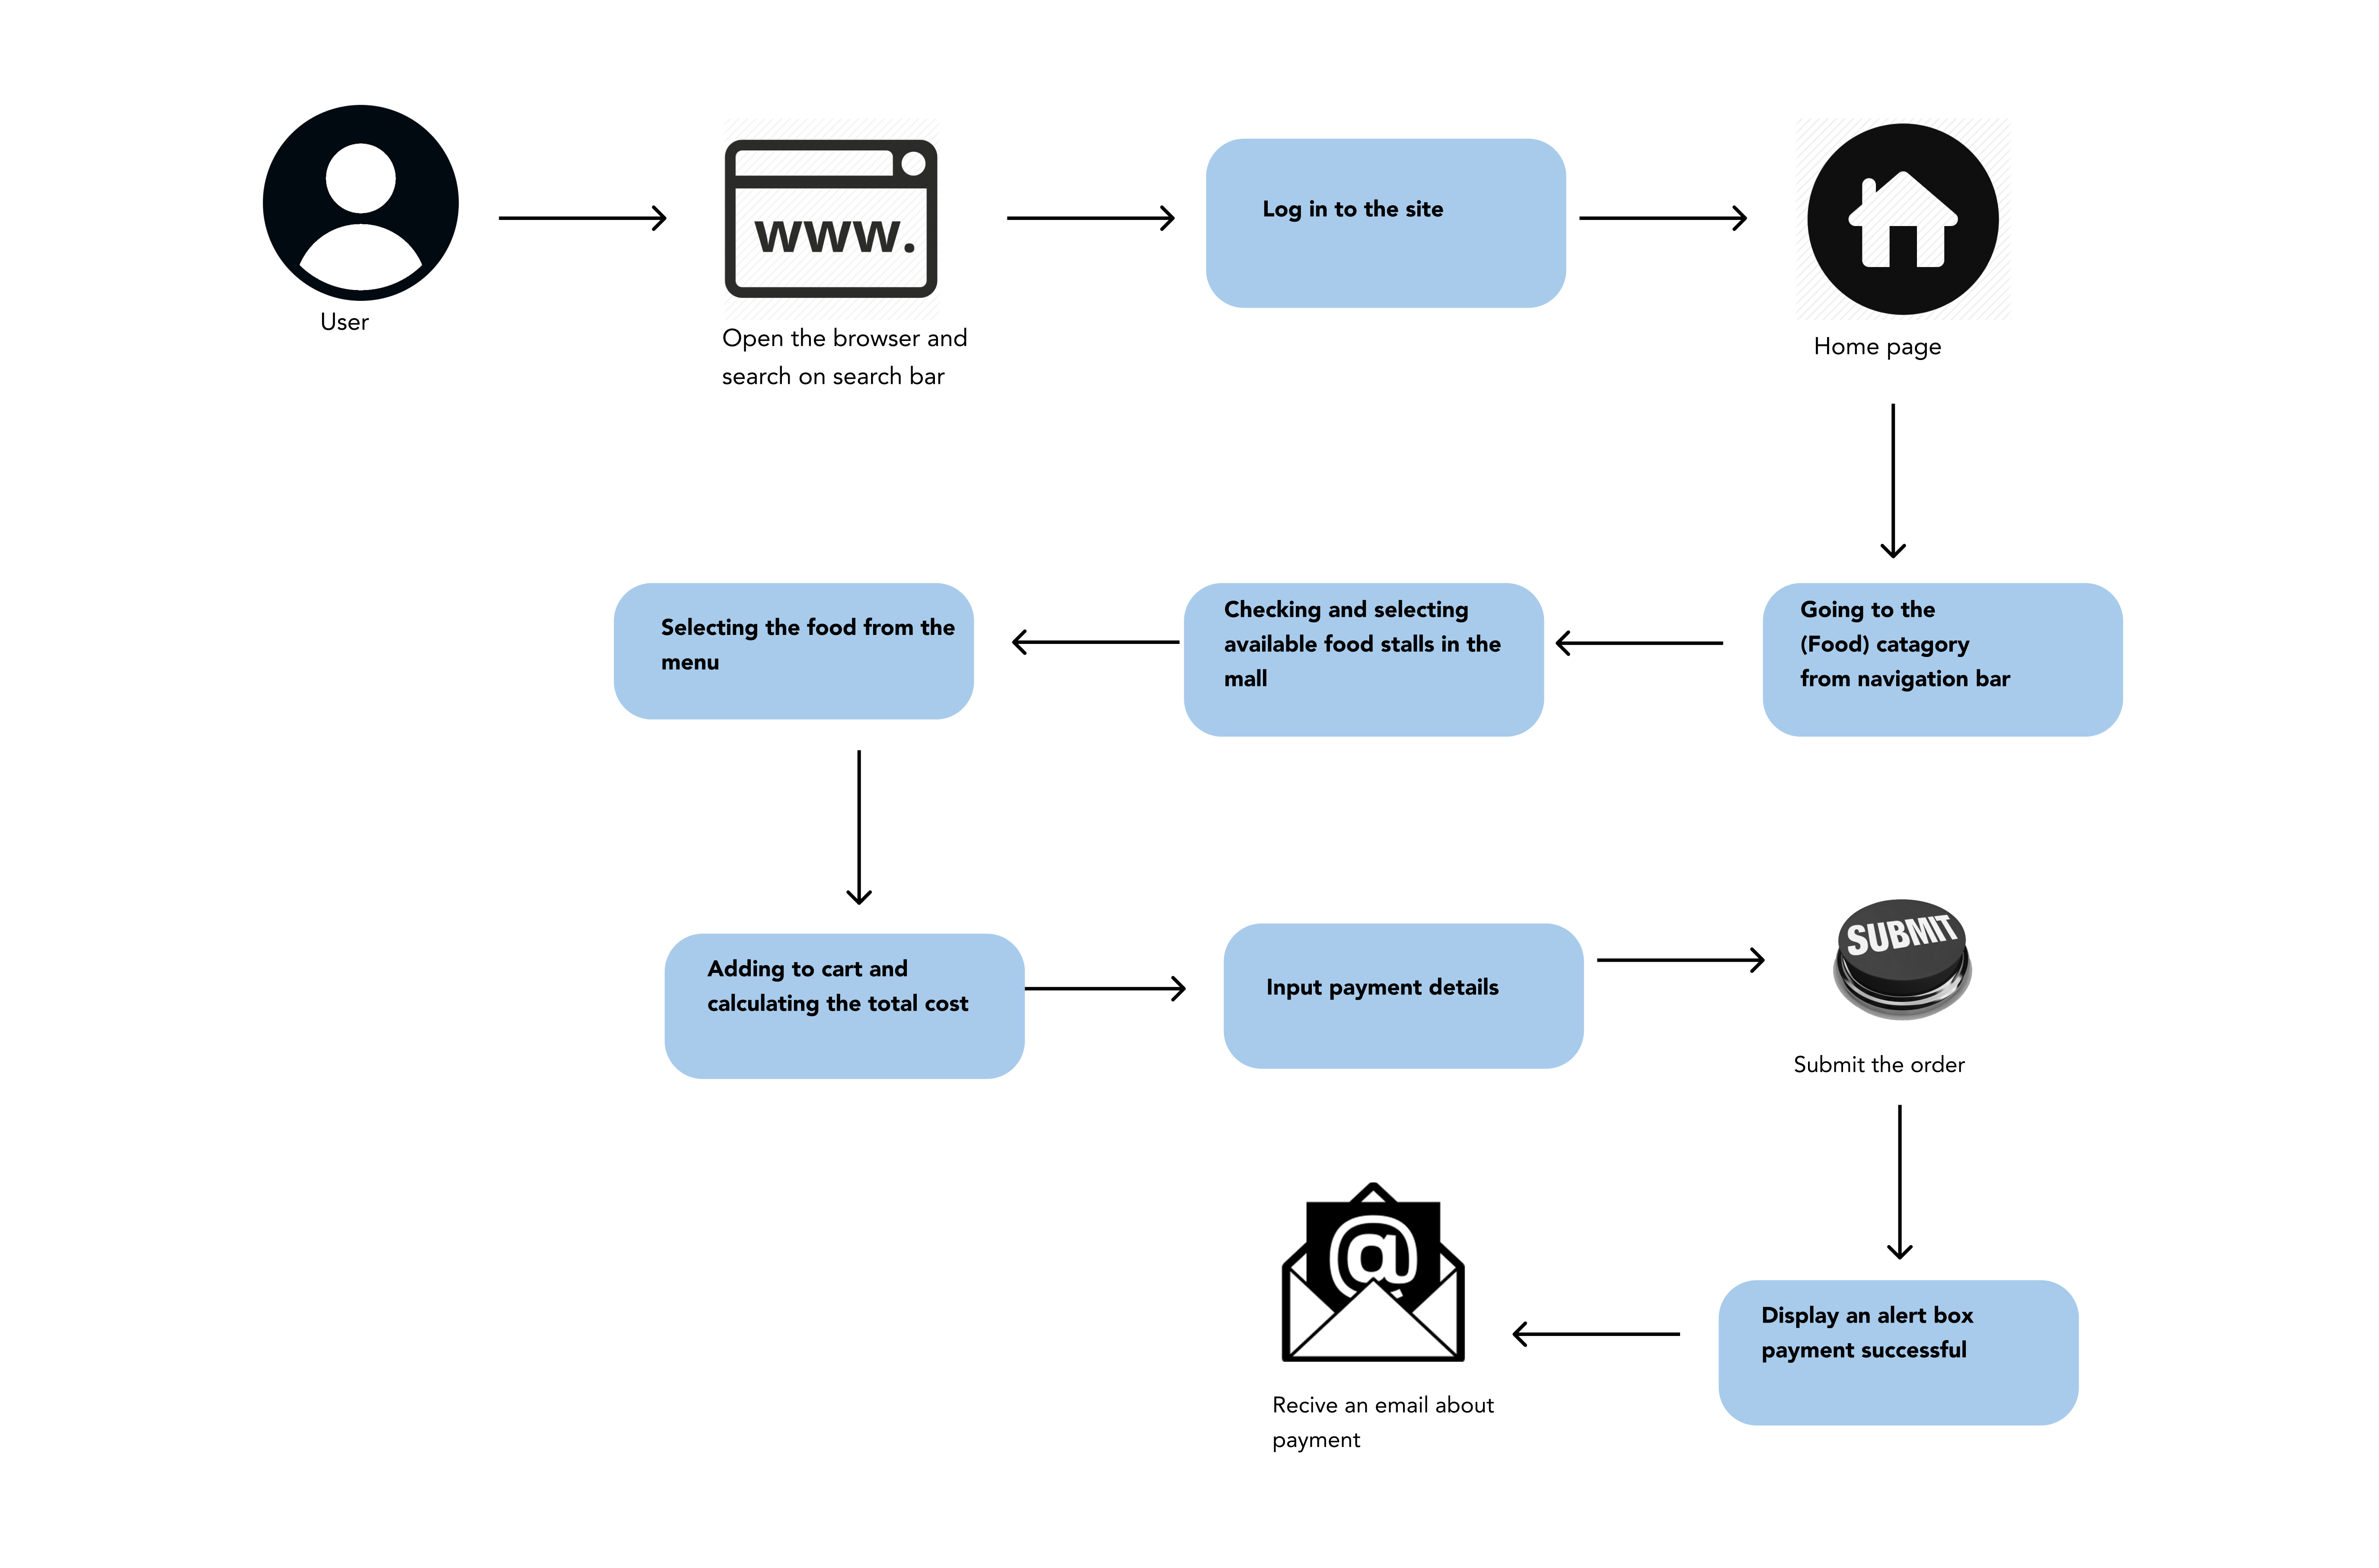 www.
User
Open the browser and
search on search bar
Log in to the site
Home page
Going to the
(Food) catagory
from navigation bar
Checking and selecting
available food stalls in the
mall
Selecting the food from the
menu
Adding to cart and
calculating the total cost
Input payment details
SUBMIT
Submit the order
Display an alert box
payment successful
@
Recive an email about
payment